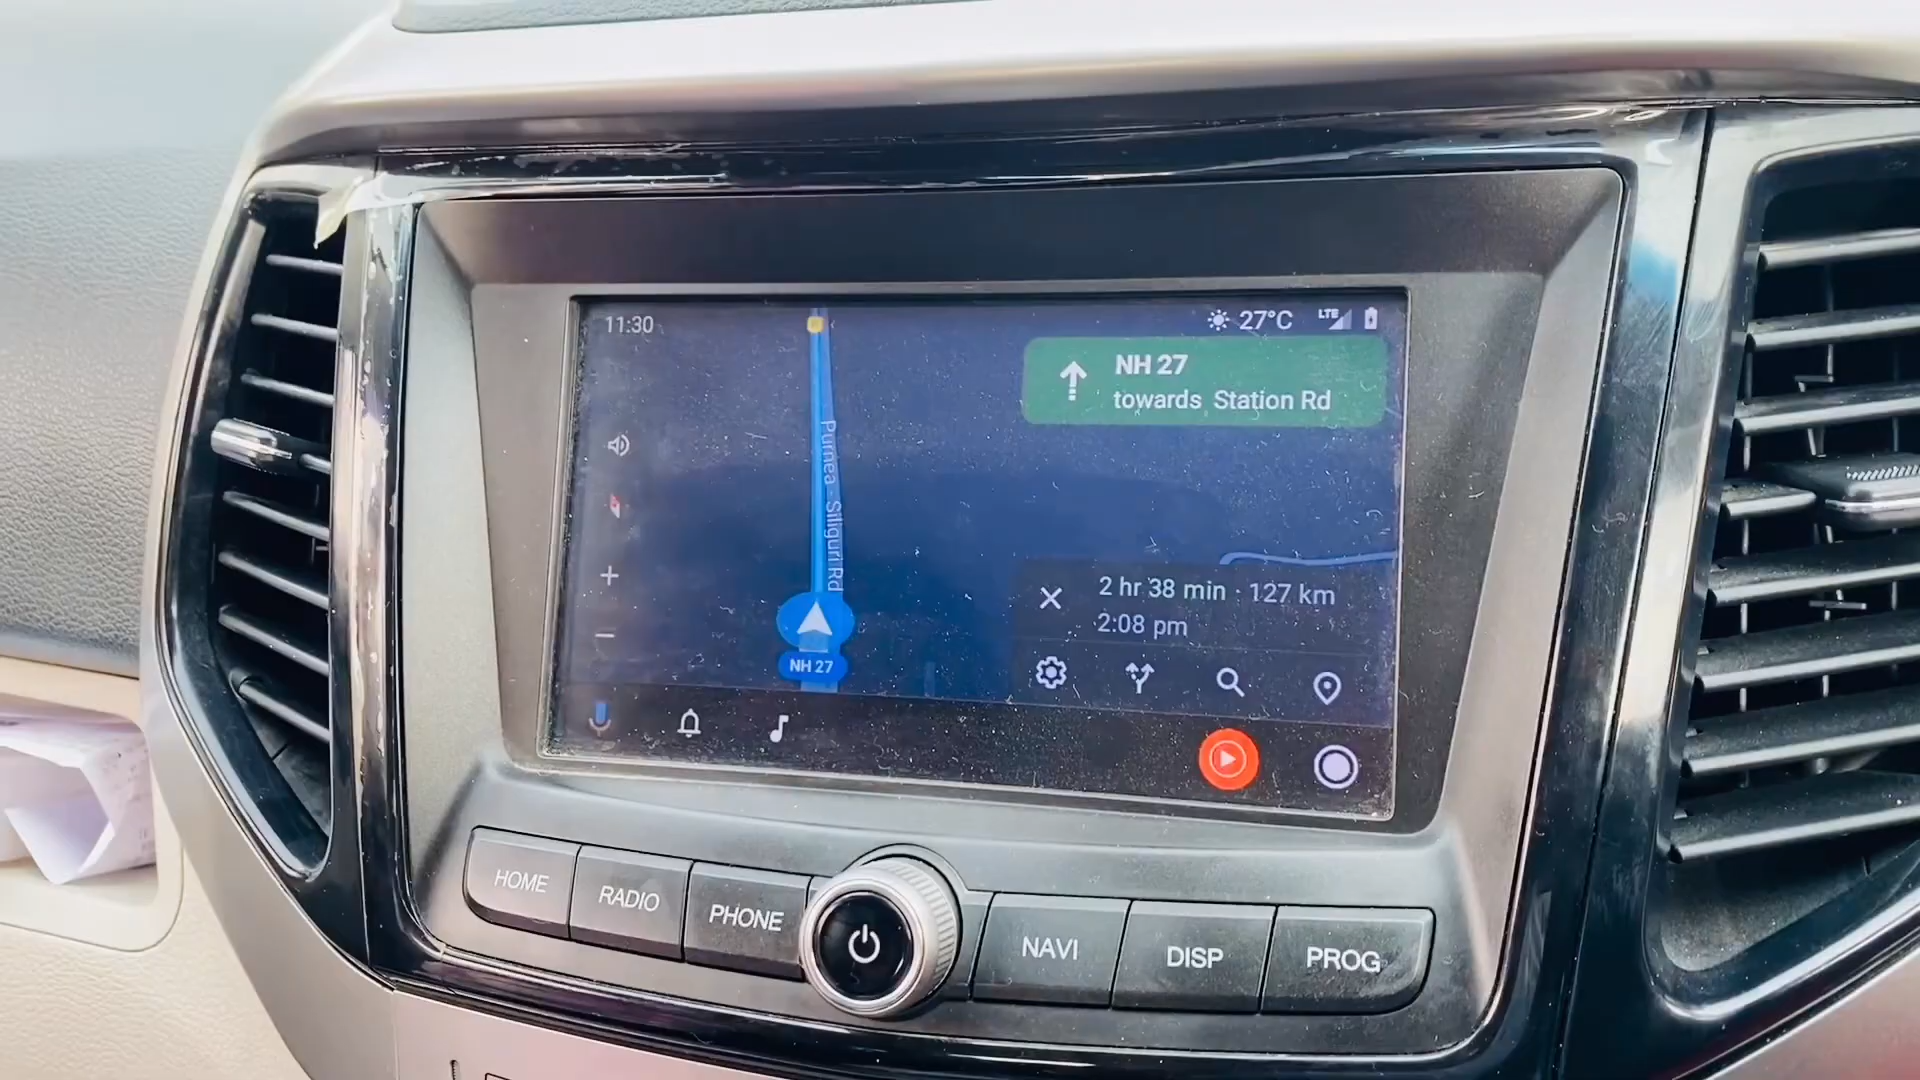 11:30
27°C
LTE
NH 27
towards Station Rd
Purnea - Siliguri Rd
2 hr 38 min · 127 km
2:08 pm
NH 27
HOME
RADIO
PHONE
NAVI
DISP
PROG